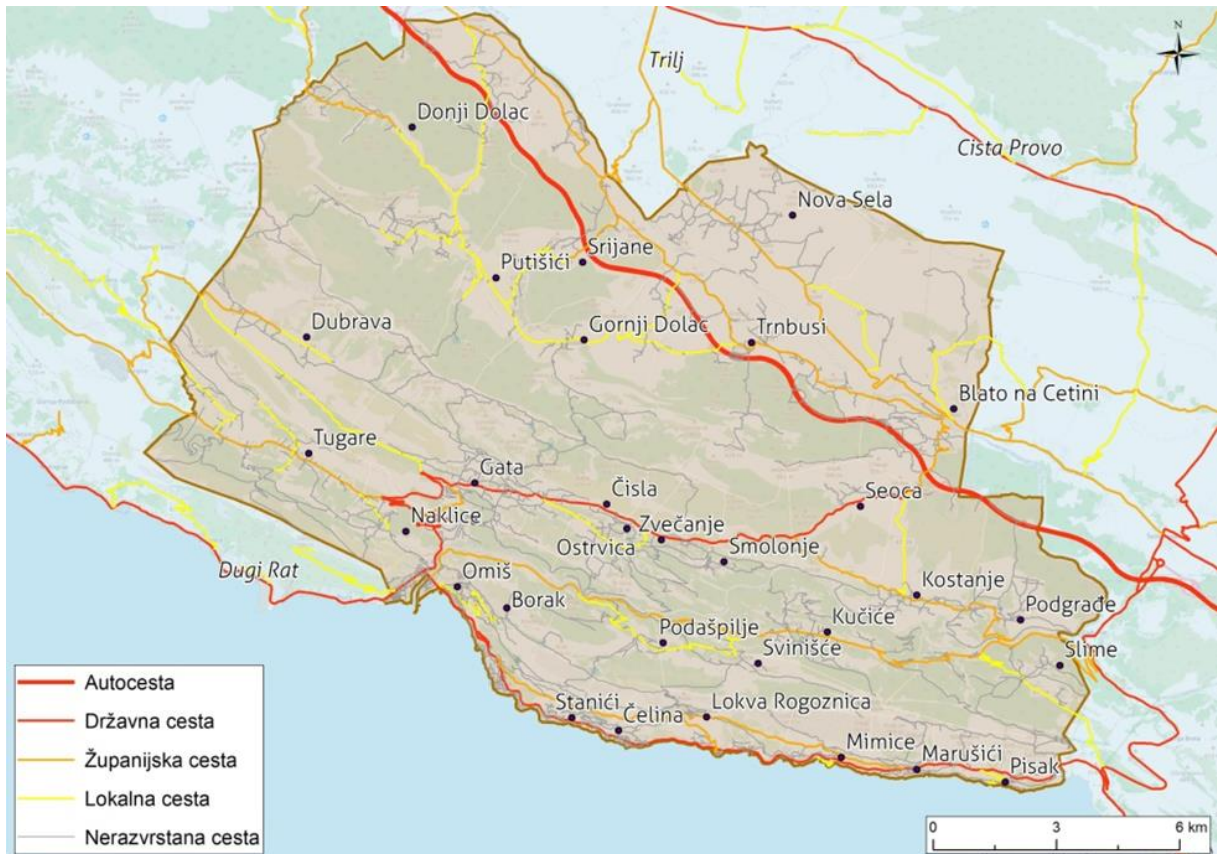 N
Trilj
Donji Dolac
Cista Provo
Nova Sela
Srijane
Putišići
Dubrava
Gornji Dolac
Trnbusi
Blato na Cetini
Tugare
Gata
Čisla
Seoca
Naklice
Zvečanje
Ostrvica
Smolonje
Dugi Rat
Omiš
Borak
Kostanje
Podgrađe
Podašpilje
Kučiće
Svinišće
Slime
Stanići
Čelina
Lokva Rogoznica
Mimice
Marušići
Pisak
Autocesta
Državna cesta
Županijska cesta
Lokalna cesta
Nerazvrstana cesta
0 3 6 km